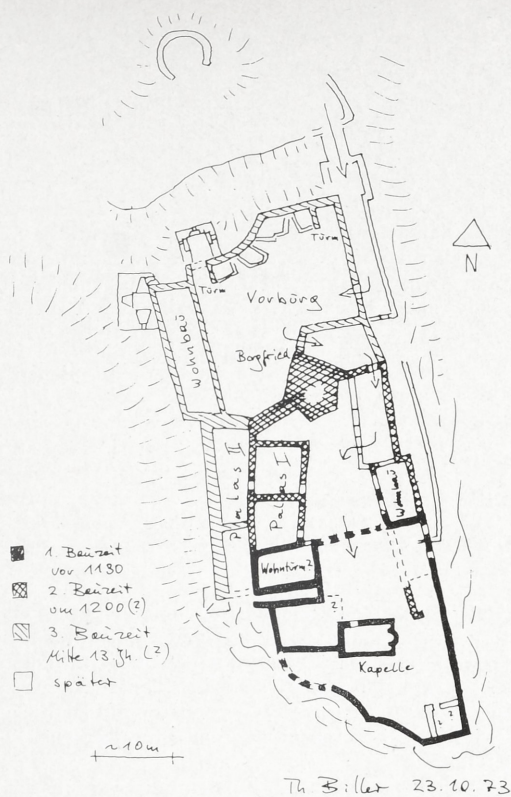 N
Turm
Turm
Vorburg
Wohnbau
Bergfried
Palas II
Palas I
Wohnbau
Wohnturm?
?
Kapelle
? ?
1. Bauzeit
vor 1180
2. Bauzeit
um 1200 (?)
3. Bauzeit
Mitte 13. Jh. (?)
später
~10m
Th Biller 23.10.73